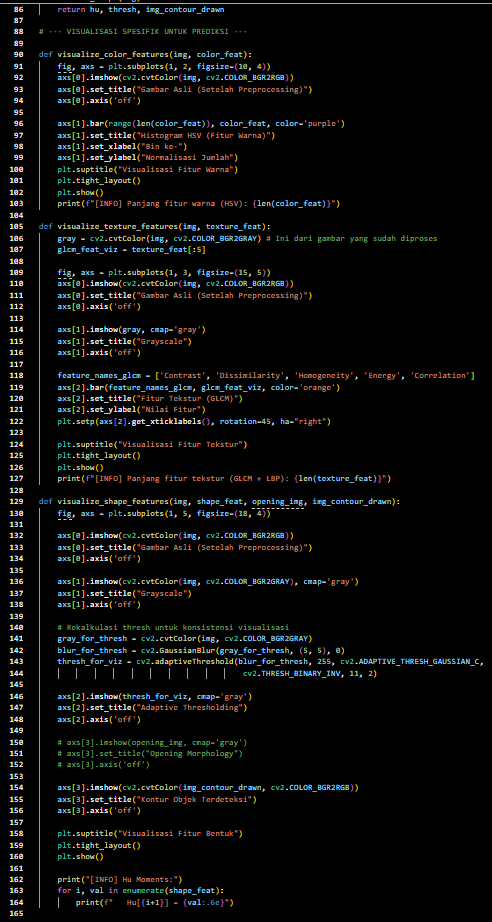 86 return hu, thresh, img_contour_drawn
87
88 # --- VISUALISASI SPESIFIK UNTUK PREDIKSI ---
89
90 def visualize_color_features(img, color_feat):
91 fig, axs = plt.subplots(1, 2, figsize=(10, 4))
92 axs[0].imshow(cv2.cvtColor(img, cv2.COLOR_BGR2RGB))
93 axs[0].set_title("Gambar Asli (Setelah Preprocessing)")
94 axs[0].axis('off')
95
96 axs[1].bar(range(len(color_feat)), color_feat, color='purple')
97 axs[1].set_title("Histogram HSV (Fitur Warna)")
98 axs[1].set_xlabel("Bin ke-")
99 axs[1].set_ylabel("Normalisasi Jumlah")
100 plt.suptitle("Visualisasi Fitur Warna")
101 plt.tight_layout()
102 plt.show()
103 print(f"[INFO] Panjang fitur warna (HSV): {len(color_feat)}")
104
105 def visualize_texture_features(img, texture_feat):
106 gray = cv2.cvtColor(img, cv2.COLOR_BGR2GRAY) # Ini dari gambar yang sudah diproses
107 glcm_feat_viz = texture_feat[:5]
108
109 fig, axs = plt.subplots(1, 3, figsize=(15, 5))
110 axs[0].imshow(cv2.cvtColor(img, cv2.COLOR_BGR2RGB))
111 axs[0].set_title("Gambar Asli (Setelah Preprocessing)")
112 axs[0].axis('off')
113
114 axs[1].imshow(gray, cmap='gray')
115 axs[1].set_title("Grayscale")
116 axs[1].axis('off')
117
118 feature_names_glcm = ['Contrast', 'Dissimilarity', 'Homogeneity', 'Energy', 'Correlation']
119 axs[2].bar(feature_names_glcm, glcm_feat_viz, color='orange')
120 axs[2].set_title("Fitur Tekstur (GLCM)")
121 axs[2].set_ylabel("Nilai Fitur")
122 plt.setp(axs[2].get_xticklabels(), rotation=45, ha="right")
123
124 plt.suptitle("Visualisasi Fitur Tekstur")
125 plt.tight_layout()
126 plt.show()
127 print(f"[INFO] Panjang fitur tekstur (GLCM + LBP): {len(texture_feat)}")
128
129 def visualize_shape_features(img, shape_feat, opening_img, img_contour_drawn):
130 fig, axs = plt.subplots(1, 5, figsize=(18, 4))
131
132 axs[0].imshow(cv2.cvtColor(img, cv2.COLOR_BGR2RGB))
133 axs[0].set_title("Gambar Asli (Setelah Preprocessing)")
134 axs[0].axis('off')
135
136 axs[1].imshow(cv2.cvtColor(img, cv2.COLOR_BGR2GRAY), cmap='gray')
137 axs[1].set_title("Grayscale")
138 axs[1].axis('off')
139
140 # Rekalkulasi thresh untuk konsistensi visualisasi
141 gray_for_thresh = cv2.cvtColor(img, cv2.COLOR_BGR2GRAY)
142 blur_for_thresh = cv2.GaussianBlur(gray_for_thresh, (5, 5), 0)
143 thresh_for_viz = cv2.adaptiveThreshold(blur_for_thresh, 255, cv2.ADAPTIVE_THRESH_GAUSSIAN_C,
144 cv2.THRESH_BINARY_INV, 11, 2)
145
146 axs[2].imshow(thresh_for_viz, cmap='gray')
147 axs[2].set_title("Adaptive Thresholding")
148 axs[2].axis('off')
149
150 # axs[3].imshow(opening_img, cmap='gray')
151 # axs[3].set_title("Opening Morphology")
152 # axs[3].axis('off')
153
154 axs[3].imshow(cv2.cvtColor(img_contour_drawn, cv2.COLOR_BGR2RGB))
155 axs[3].set_title("Kontur Objek Terdeteksi")
156 axs[3].axis('off')
157
158 plt.suptitle("Visualisasi Fitur Bentuk")
159 plt.tight_layout()
160 plt.show()
161
162 print("[INFO] Hu Moments:")
163 for i, val in enumerate(shape_feat):
164 print(f" Hu[{i+1}] = {val:.6e}")
165